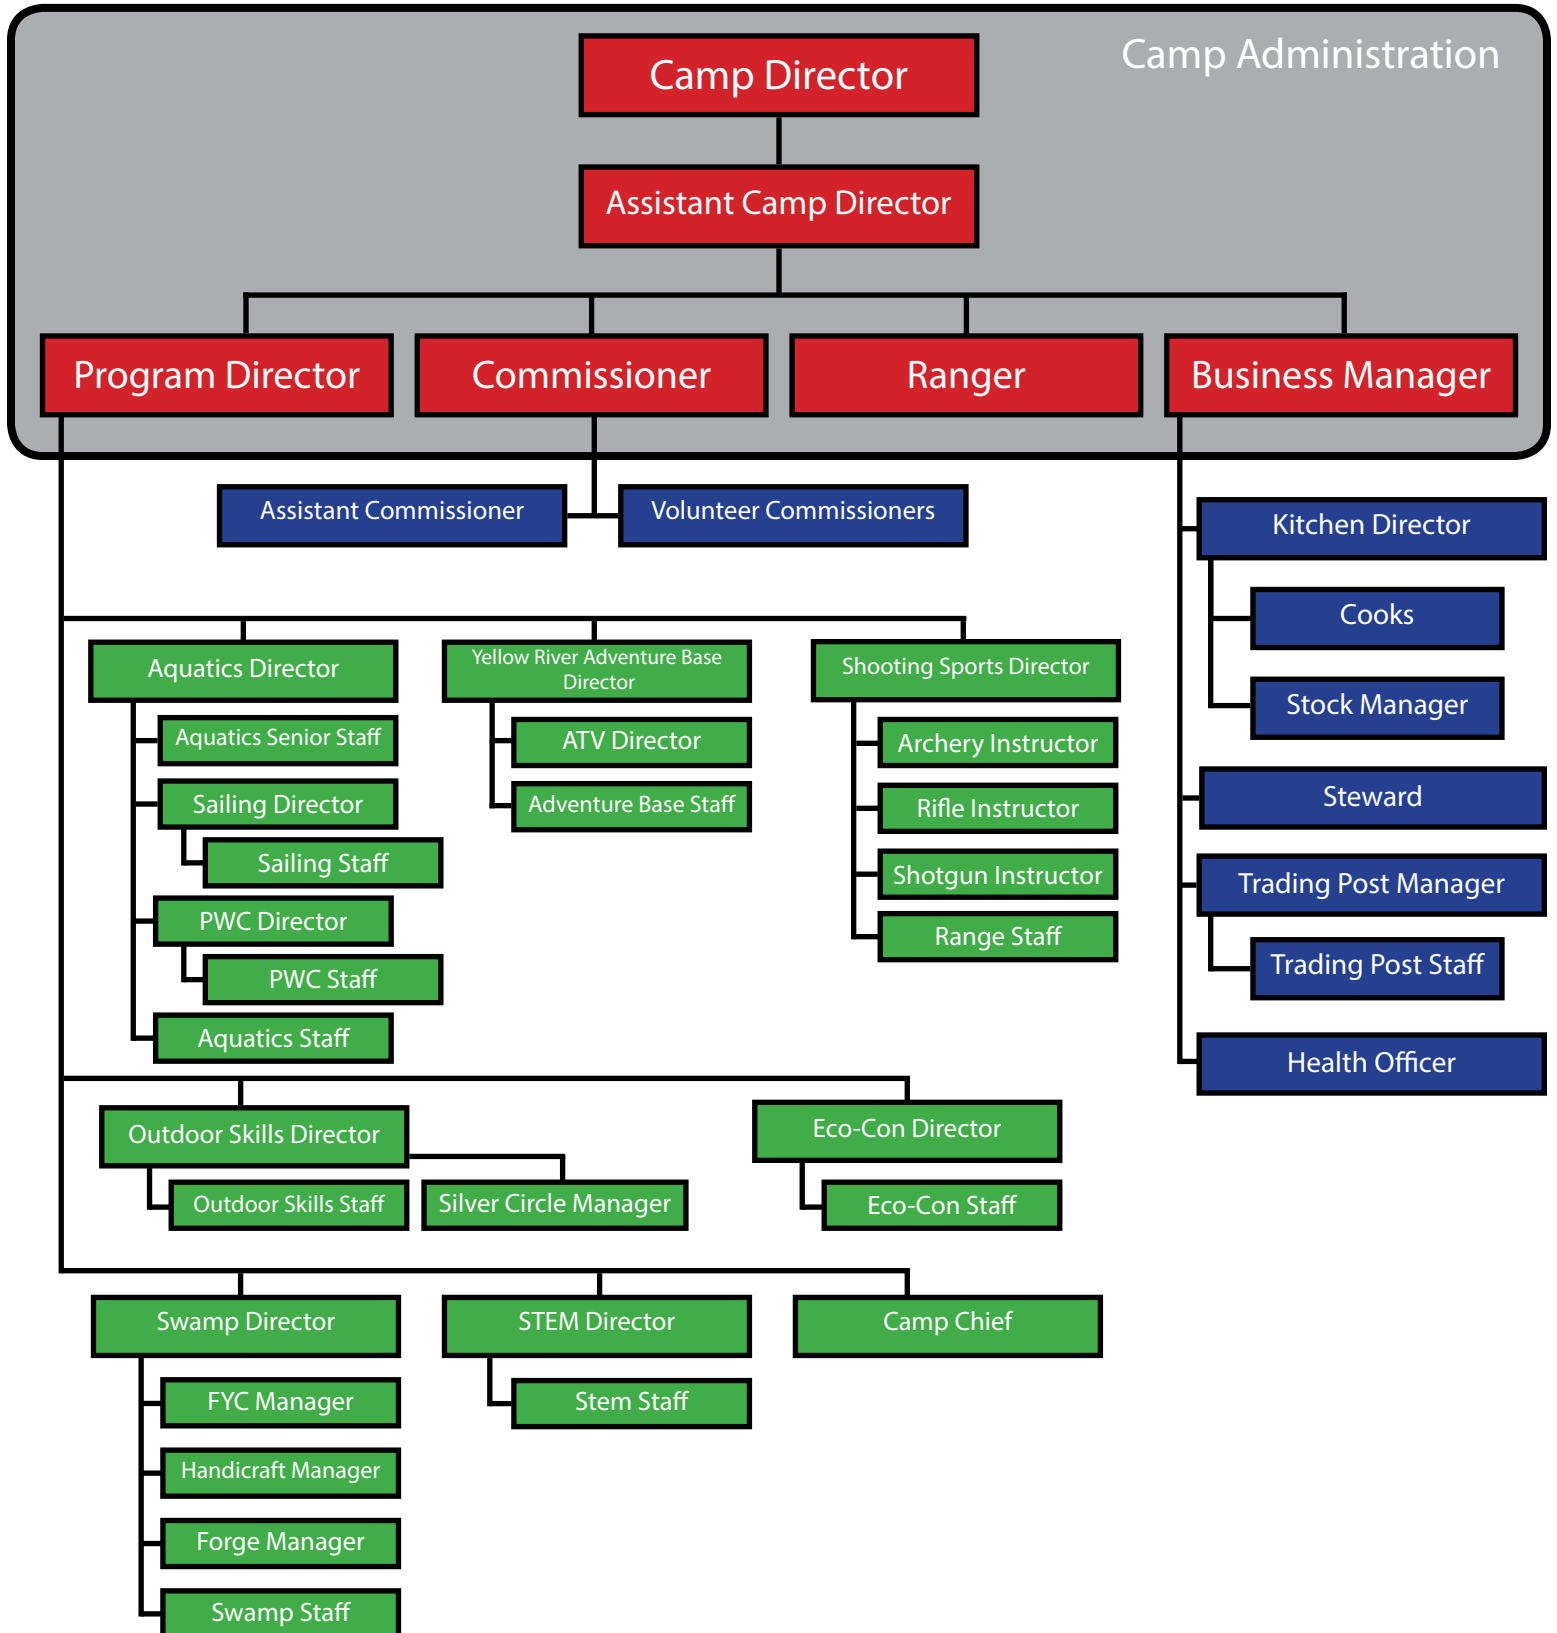 Camp Administration
Camp Director
Assistant Camp Director
Program Director
Commissioner
Ranger
Business Manager
Assistant Commissioner
Volunteer Commissioners
Kitchen Director
Cooks
Stock Manager
Steward
Trading Post Manager
Trading Post Staff
Health Officer
Aquatics Director
Aquatics Senior Staff
Sailing Director
Sailing Staff
PWC Director
PWC Staff
Aquatics Staff
Yellow River Adventure Base
Director
ATV Director
Adventure Base Staff
Shooting Sports Director
Archery Instructor
Rifle Instructor
Shotgun Instructor
Range Staff
Outdoor Skills Director
Outdoor Skills Staff
Silver Circle Manager
Eco-Con Director
Eco-Con Staff
Swamp Director
FYC Manager
Handicraft Manager
Forge Manager
Swamp Staff
STEM Director
Stem Staff
Camp Chief